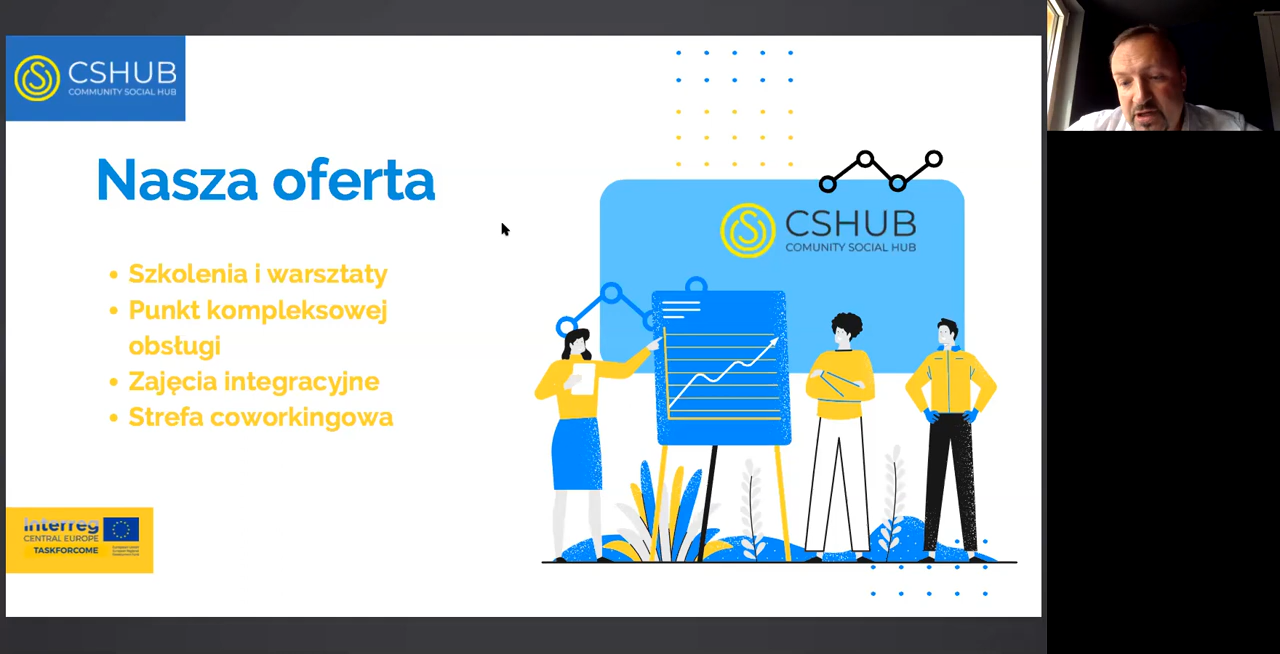 CSHUB
COMMUNITY SOCIAL HUB
Nasza oferta
• Szkolenia i warsztaty
• Punkt kompleksowej
obsługi
• Zajęcia integracyjne
• Strefa coworkingowa
CSHUB
COMUNITY SOCIAL HUB
Interreg
CENTRAL EUROPE
TASKFORCOME